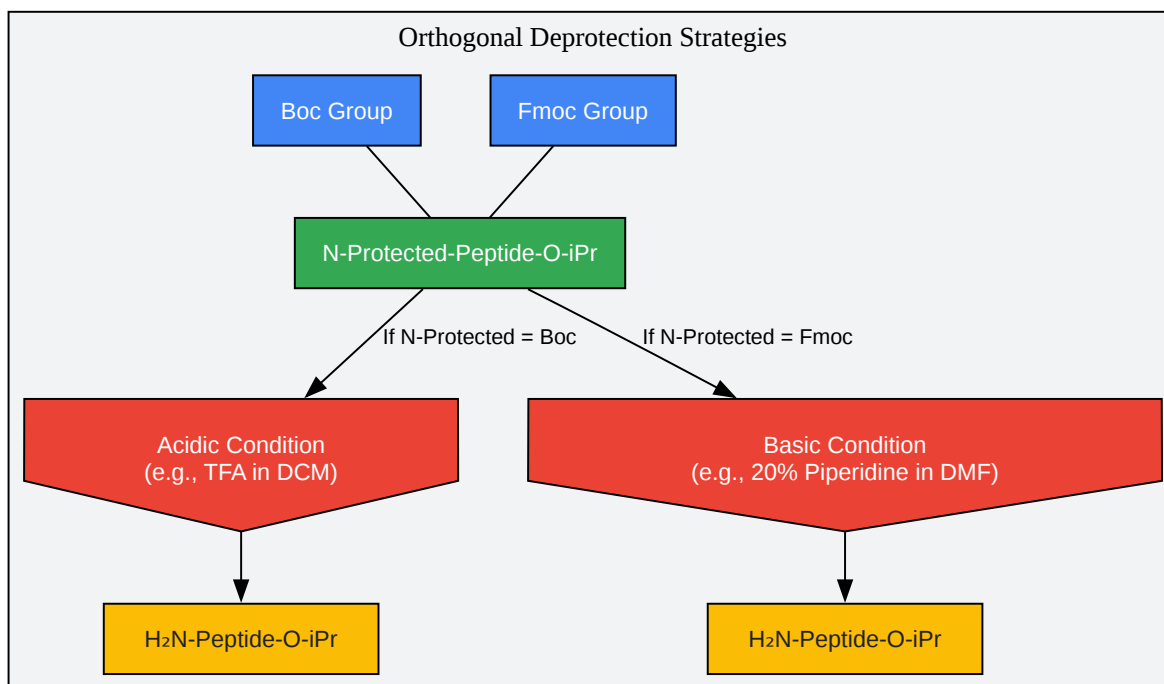 Orthogonal Deprotection Strategies
Boc Group
Fmoc Group
N-Protected-Peptide-O-iPr
If N-Protected = Boc
If N-Protected = Fmoc
Acidic Condition
(e.g., TFA in DCM)
Basic Condition
(e.g., 20% Piperidine in DMF)
H₂N-Peptide-O-iPr
H₂N-Peptide-O-iPr